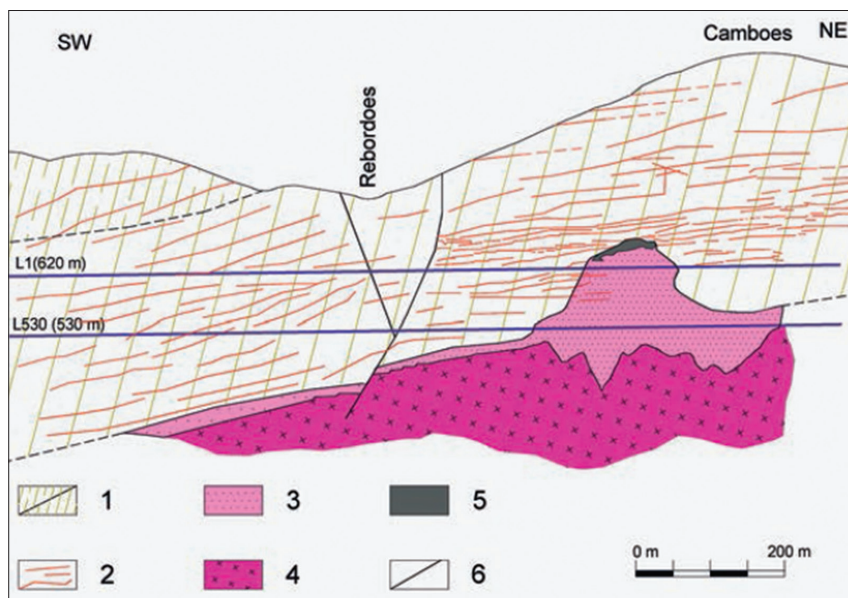 SW
Camboes NE
Rebordoes
L1(620 m)
L530 (530 m)
1 3 5
2 4 6
0 m 200 m